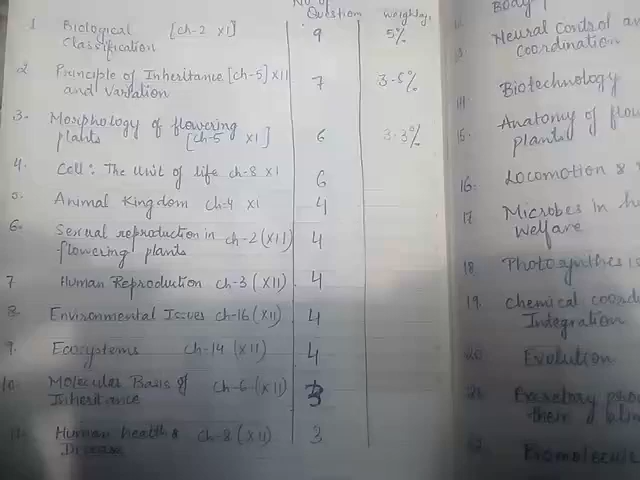 No of
Question
Weightag.
1 Biological [ch-2 XI] 9 5%
Classification
2 Principle of Inheritance [ch-5] XII 7 3.5%
and Variation
3. Morphology of flowering 6 3.3%
plants [ch-5 XI]
4. Cell: The Unit of life ch-8 XI 6
5. Animal Kingdom ch-4 XI 4
6. Sexual reproduction in ch-2 (XII) 4
flowering plants
7 Human Reproduction ch-3 (XII) 4
8. Environmental Issues ch-16 (XII) 4
9. Ecosystems ch-14 (XII) 4
10. Molecular Basis of ch-6 (XII) 3
Inheritance
11. Human health & ch-8 (XII) 3
Disease
Body
Neural Control an
coordination
Biotechnology
15. Anatomy of flow
plants
16. Locomotion &
17 Microbes in h
Welfare
18. Photosynthesis
19. Chemical coord
Integration
20 Evolution
21. Excretory prod
their elim
Biomolecule